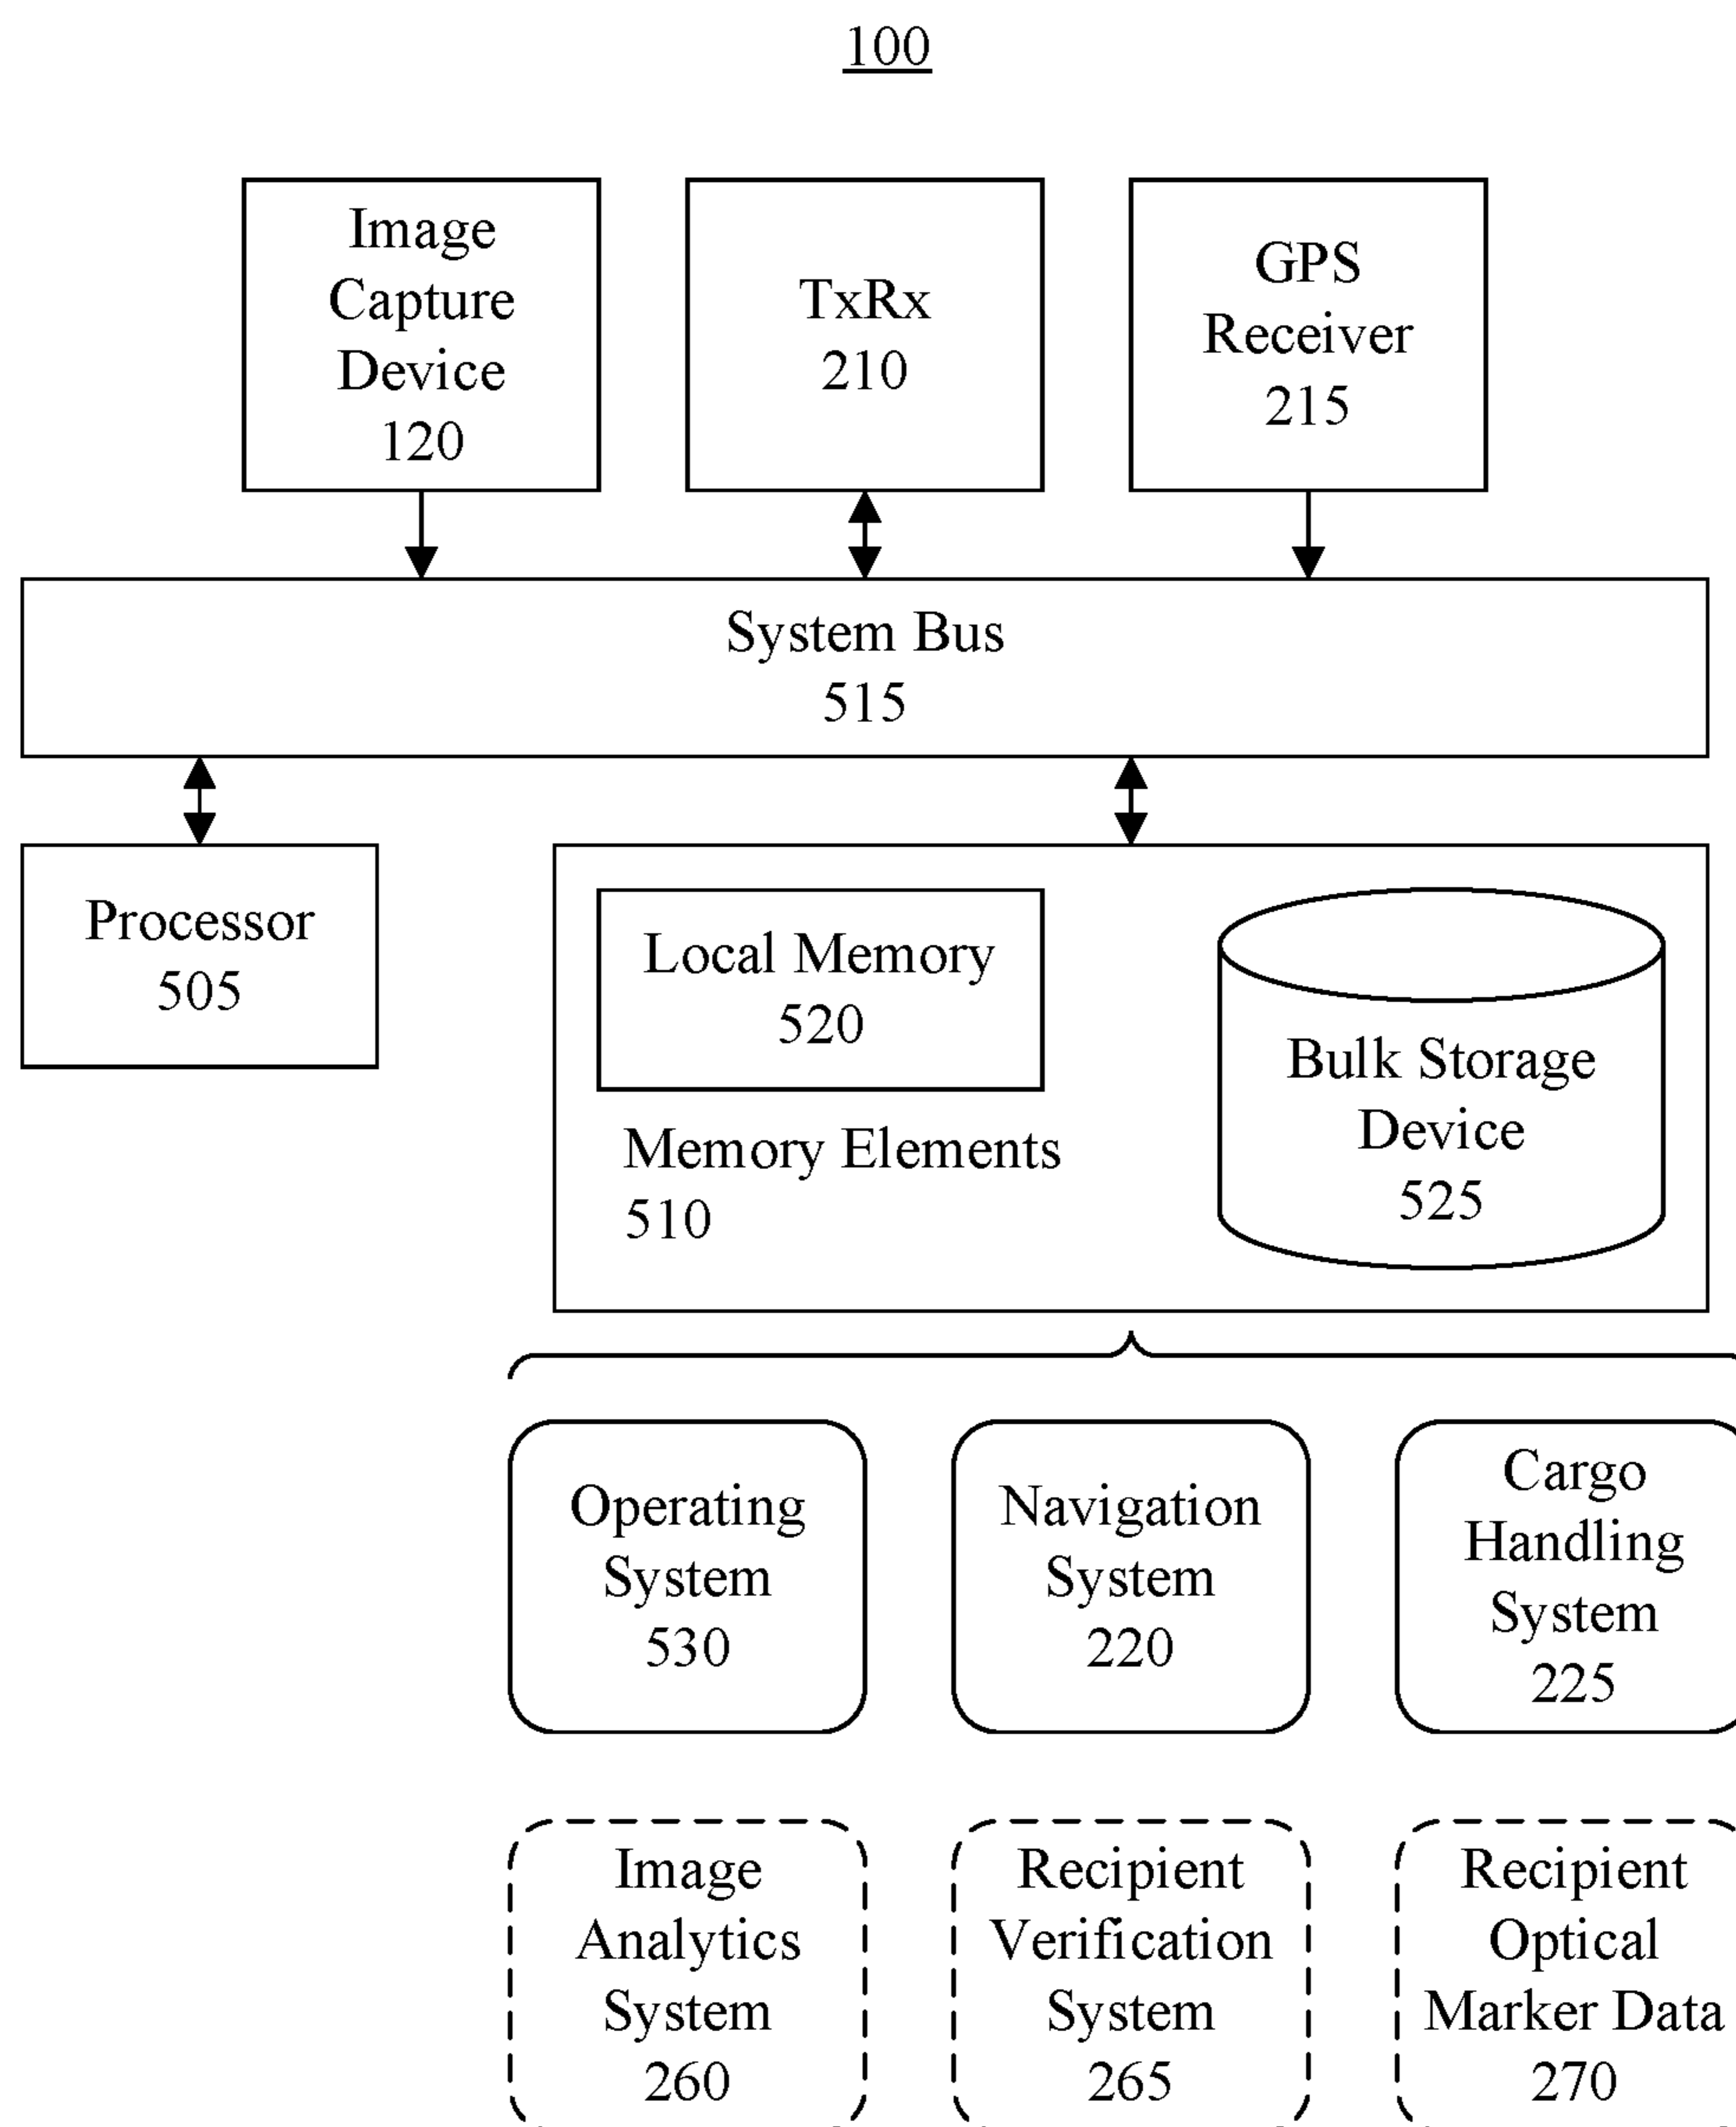 100
Image
Capture
Device
120
TxRx
210
GPS
Receiver
215
System Bus
515
Processor
505
Local Memory
520
Memory Elements
510
Bulk Storage
Device
525
Operating
System
530
Navigation
System
220
Cargo
Handling
System
225
Image
Analytics
System
260
Recipient
Verification
System
265
Recipient
Optical
Marker Data
270